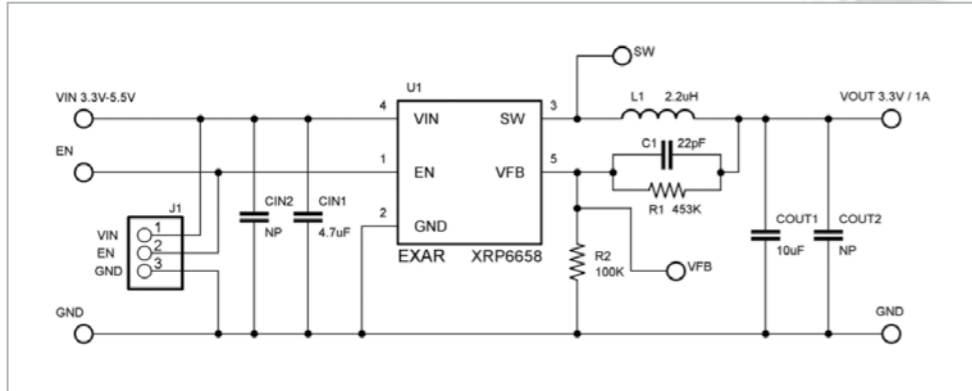 SW
U1
VIN 3.3V-5.5V
4
VIN
SW
3
L1
2.2uH
VOUT 3.3V / 1A
EN
1
EN
VFB
5
C1
22pF
R1 453K
2
GND
EXAR XRP6658
J1
VIN
1
EN
2
GND
3
CIN2
NP
CIN1
4.7uF
R2
100K
VFB
COUT1
10uF
COUT2
NP
GND
GND